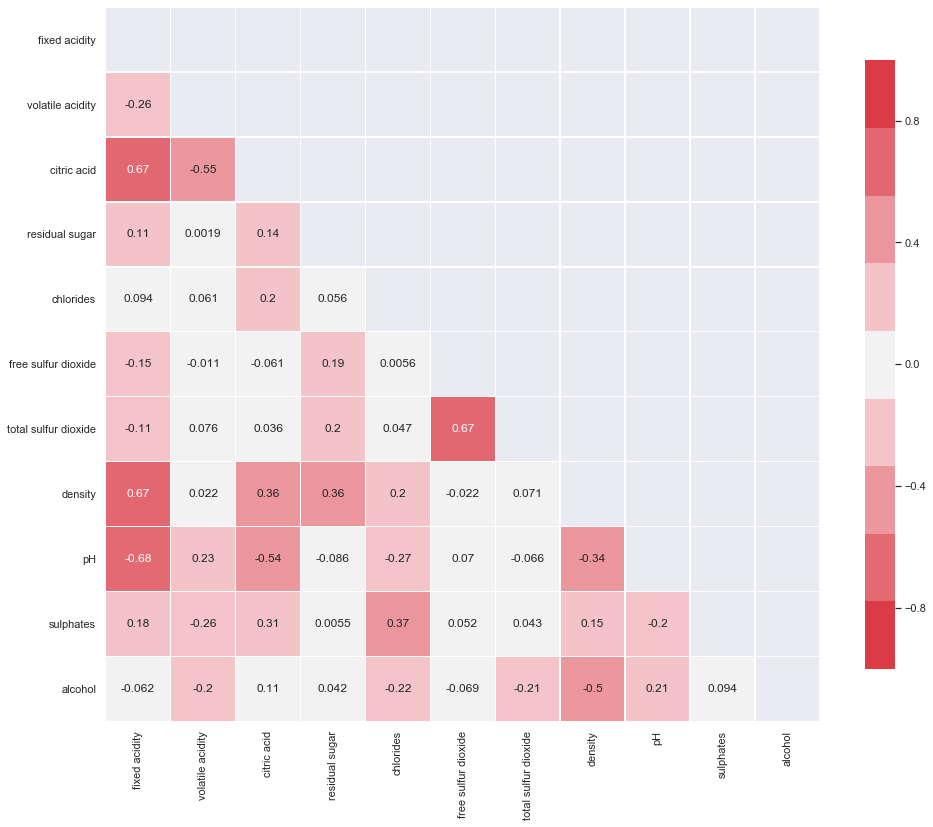 fixed acidity
volatile acidity -0.26
citric acid 0.67 -0.55
residual sugar 0.11 0.0019 0.14
chlorides 0.094 0.061 0.2 0.056
free sulfur dioxide -0.15 -0.011 -0.061 0.19 0.0056
total sulfur dioxide -0.11 0.076 0.036 0.2 0.047 0.67
density 0.67 0.022 0.36 0.36 0.2 -0.022 0.071
pH -0.68 0.23 -0.54 -0.086 -0.27 0.07 -0.066 -0.34
sulphates 0.18 -0.26 0.31 0.0055 0.37 0.052 0.043 0.15 -0.2
alcohol -0.062 -0.2 0.11 0.042 -0.22 -0.069 -0.21 -0.5 0.21 0.094
fixed acidity
volatile acidity
citric acid
residual sugar
chlorides
free sulfur dioxide
total sulfur dioxide
density
pH
sulphates
alcohol
0.8
0.4
0.0
−0.4
−0.8